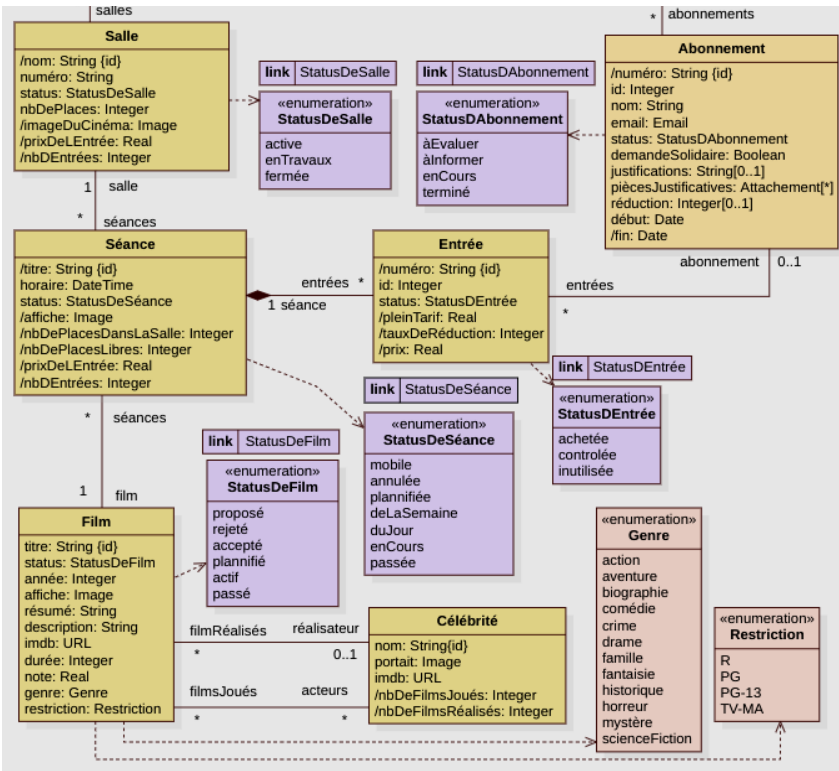 salles
* abonnements
Salle
/nom: String {id}
numéro: String
status: StatusDeSalle
nbDePlaces: Integer
/imageDuCinéma: Image
/prixDeLEntrée: Real
/nbDEntrées: Integer
link StatusDeSalle
«enumeration»
StatusDeSalle
active
enTravaux
fermée
link StatusDAbonnement
«enumeration»
StatusDAbonnement
àEvaluer
àInformer
enCours
terminé
Abonnement
/numéro: String {id}
id: Integer
nom: String
email: Email
status: StatusDAbonnement
demandeSolidaire: Boolean
justifications: String[0..1]
piècesJustificatives: Attachement[*]
réduction: Integer[0..1]
début: Date
/fin: Date
1 salle
* séances
abonnement 0..1
Séance
/titre: String {id}
horaire: DateTime
status: StatusDeSéance
/affiche: Image
/nbDePlacesDansLaSalle: Integer
/nbDePlacesLibres: Integer
/prixDeLEntrée: Real
/nbDEntrées: Integer
entrées *
1 séance
Entrée
/numéro: String {id}
id: Integer
status: StatusDEntrée
/pleinTarif: Real
/tauxDeRéduction: Integer
/prix: Real
entrées
*
link StatusDEntrée
«enumeration»
StatusDEntrée
achetée
controlée
inutilisée
link StatusDeSéance
«enumeration»
StatusDeSéance
mobile
annulée
plannifiée
deLaSemaine
duJour
enCours
passée
* séances
1 film
link StatusDeFilm
«enumeration»
StatusDeFilm
proposé
rejeté
accepté
plannifié
actif
passé
Film
titre: String {id}
status: StatusDeFilm
année: Integer
affiche: Image
résumé: String
description: String
imdb: URL
durée: Integer
note: Real
genre: Genre
restriction: Restriction
filmRéalisés réalisateur
* 0..1
filmsJoués acteurs
* *
Célébrité
nom: String{id}
portait: Image
imdb: URL
/nbDeFilmsJoués: Integer
/nbDeFilmsRéalisés: Integer
«enumeration»
Genre
action
aventure
biographie
comédie
crime
drame
famille
fantaisie
historique
horreur
mystère
scienceFiction
«enumeration»
Restriction
R
PG
PG-13
TV-MA